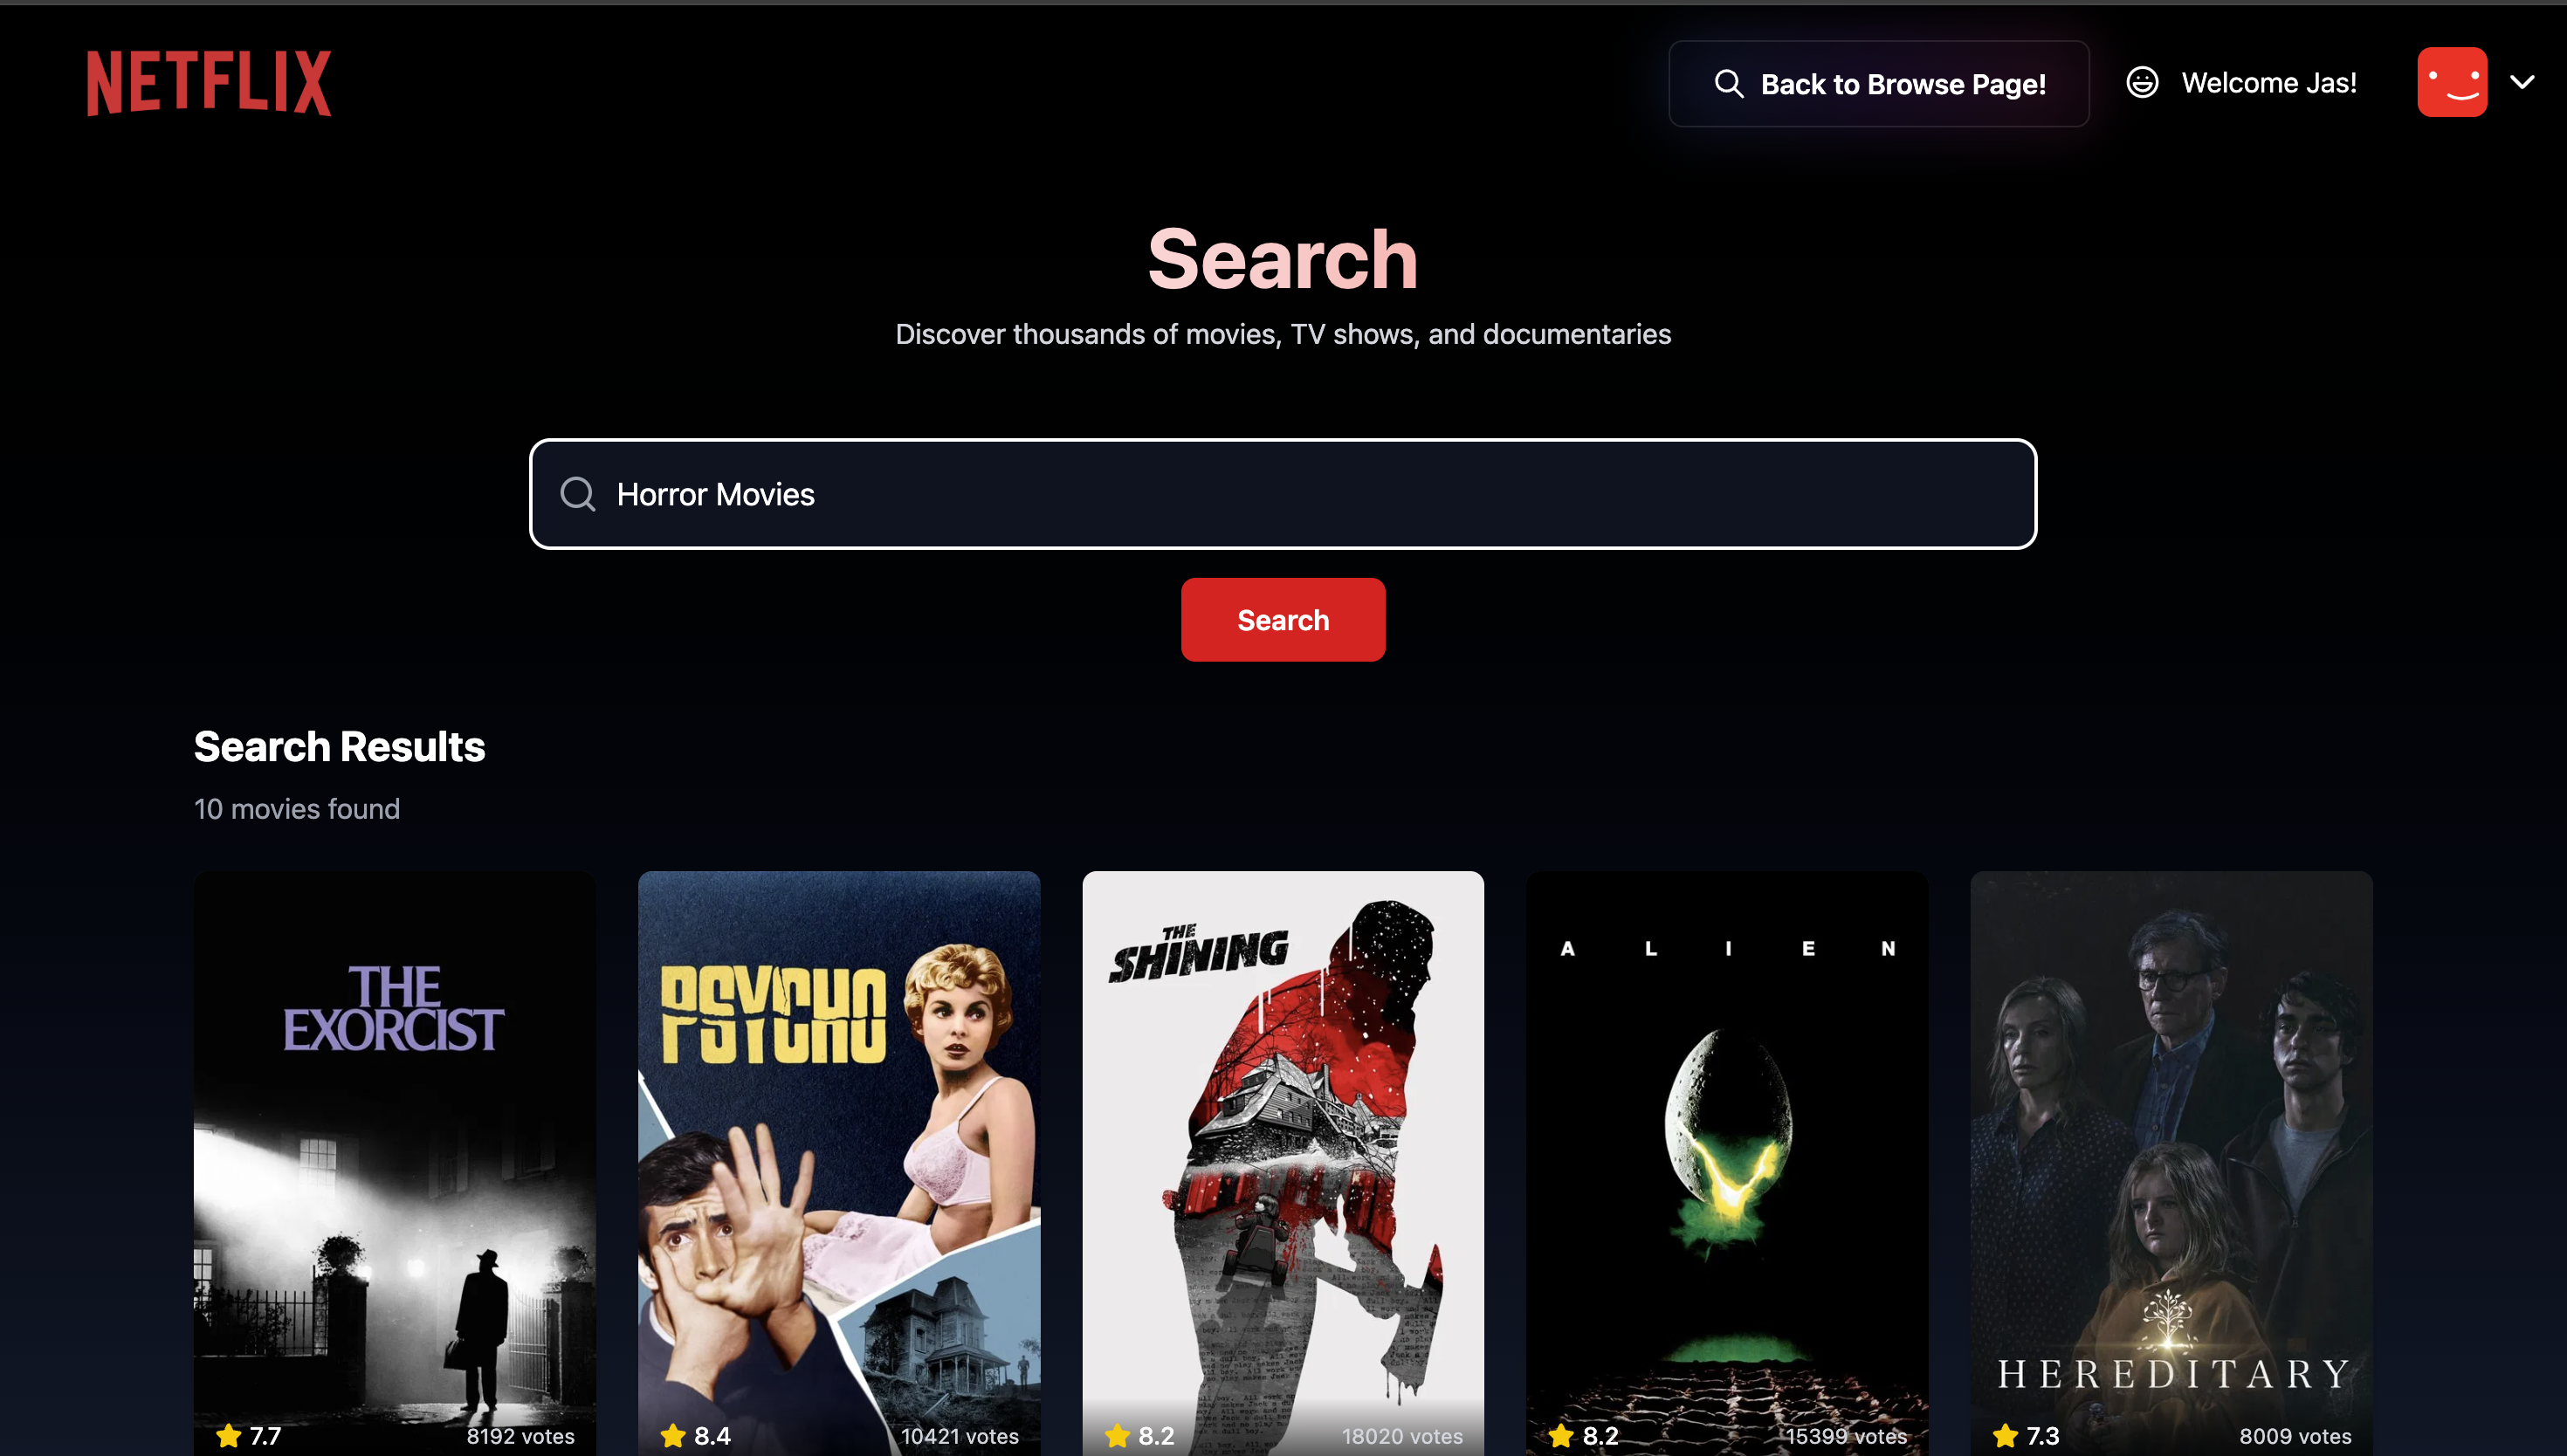 NETFLIX
Back to Browse Page!
Welcome Jas!
Search
Discover thousands of movies, TV shows, and documentaries
Horror Movies
Search
Search Results
10 movies found
THE
EXORCIST
7.7
8192 votes
PSYCHO
8.4
10421 votes
THE
SHINING
8.2
18020 votes
A L I E N
8.2
15399 votes
HEREDITARY
7.3
8009 votes